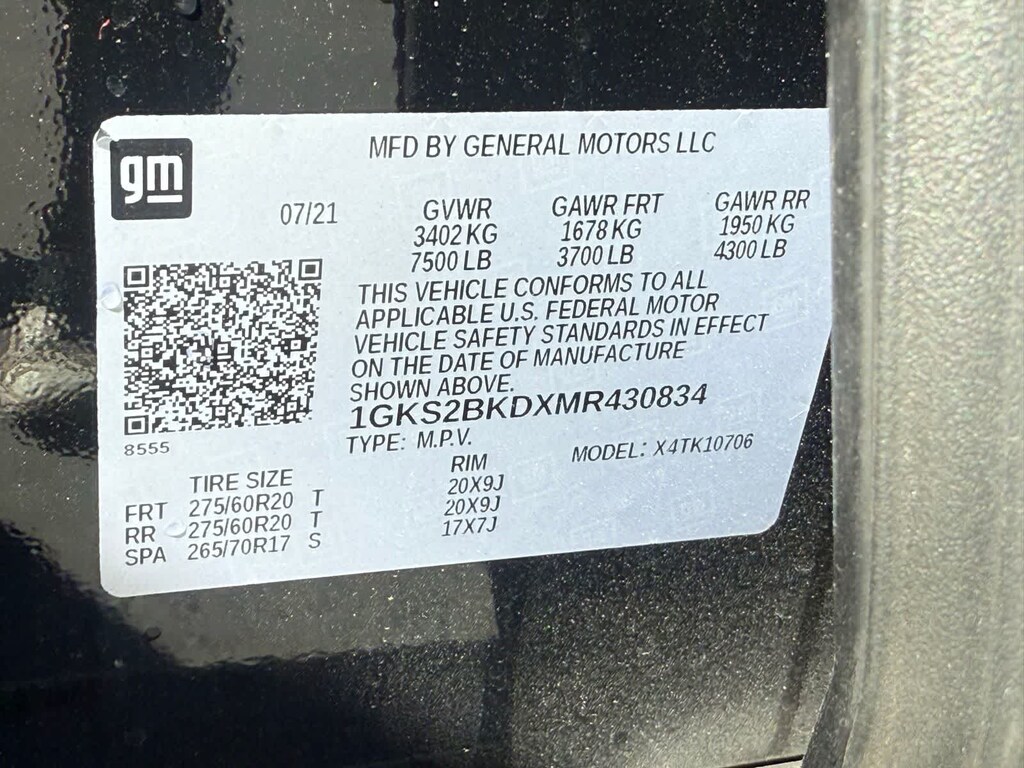 gm
MFD BY GENERAL MOTORS LLC
07/21
GVWR GAWR FRT GAWR RR
3402 KG 1678 KG 1950 KG
7500 LB 3700 LB 4300 LB
THIS VEHICLE CONFORMS TO ALL
APPLICABLE U.S. FEDERAL MOTOR
VEHICLE SAFETY STANDARDS IN EFFECT
ON THE DATE OF MANUFACTURE
SHOWN ABOVE.
1GKS2BKDXMR430834
8555
TYPE: M.P.V. MODEL: X4TK10706
TIRE SIZE RIM
FRT 275/60R20 T 20X9J
RR 275/60R20 T 20X9J
SPA 265/70R17 S 17X7J